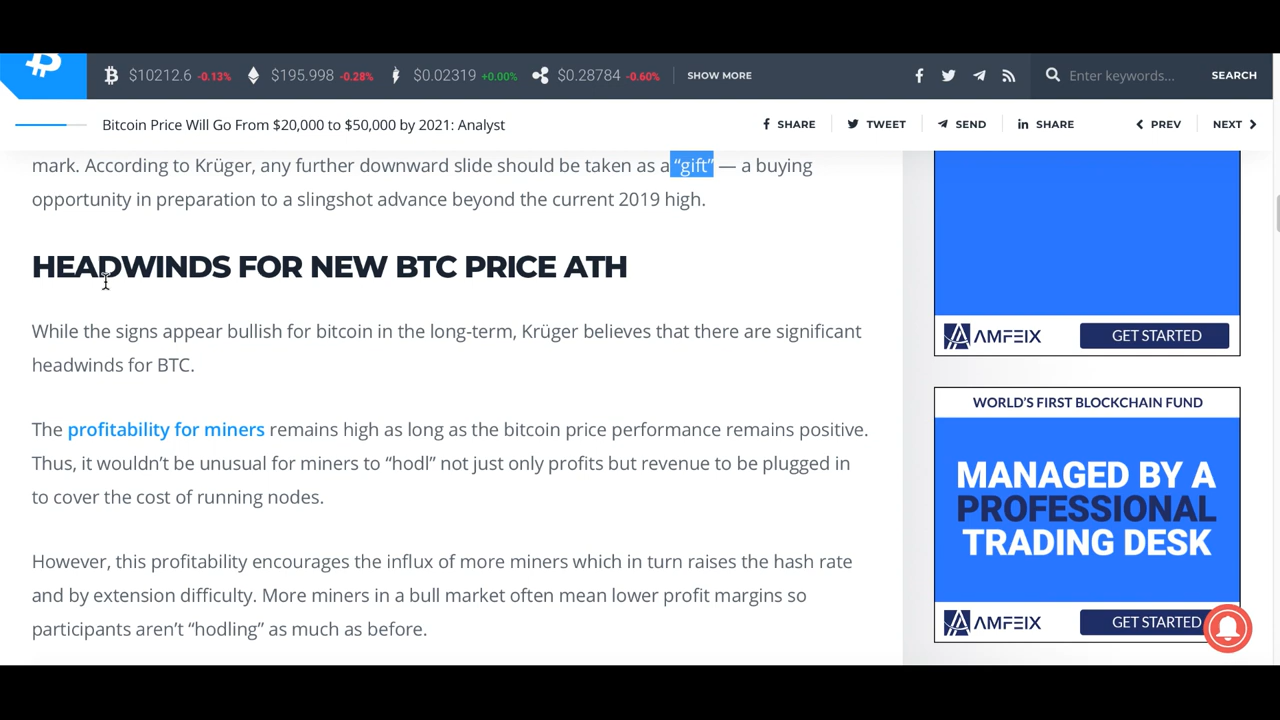 $10212.6 -0.13% $195.998 -0.28% $0.02319 +0.00% $0.28784 -0.60% SHOW MORE Enter keywords... SEARCH
Bitcoin Price Will Go From $20,000 to $50,000 by 2021: Analyst SHARE TWEET SEND SHARE PREV NEXT
mark. According to Krüger, any further downward slide should be taken as a “gift” — a buying
opportunity in preparation to a slingshot advance beyond the current 2019 high.
HEADWINDS FOR NEW BTC PRICE ATH
While the signs appear bullish for bitcoin in the long-term, Krüger believes that there are significant
headwinds for BTC.
The profitability for miners remains high as long as the bitcoin price performance remains positive.
Thus, it wouldn’t be unusual for miners to “hodl” not just only profits but revenue to be plugged in
to cover the cost of running nodes.
However, this profitability encourages the influx of more miners which in turn raises the hash rate
and by extension difficulty. More miners in a bull market often mean lower profit margins so
participants aren’t “hodling” as much as before.
AMFEIX GET STARTED
WORLD’S FIRST BLOCKCHAIN FUND
MANAGED BY A
PROFESSIONAL
TRADING DESK
AMFEIX GET STARTED